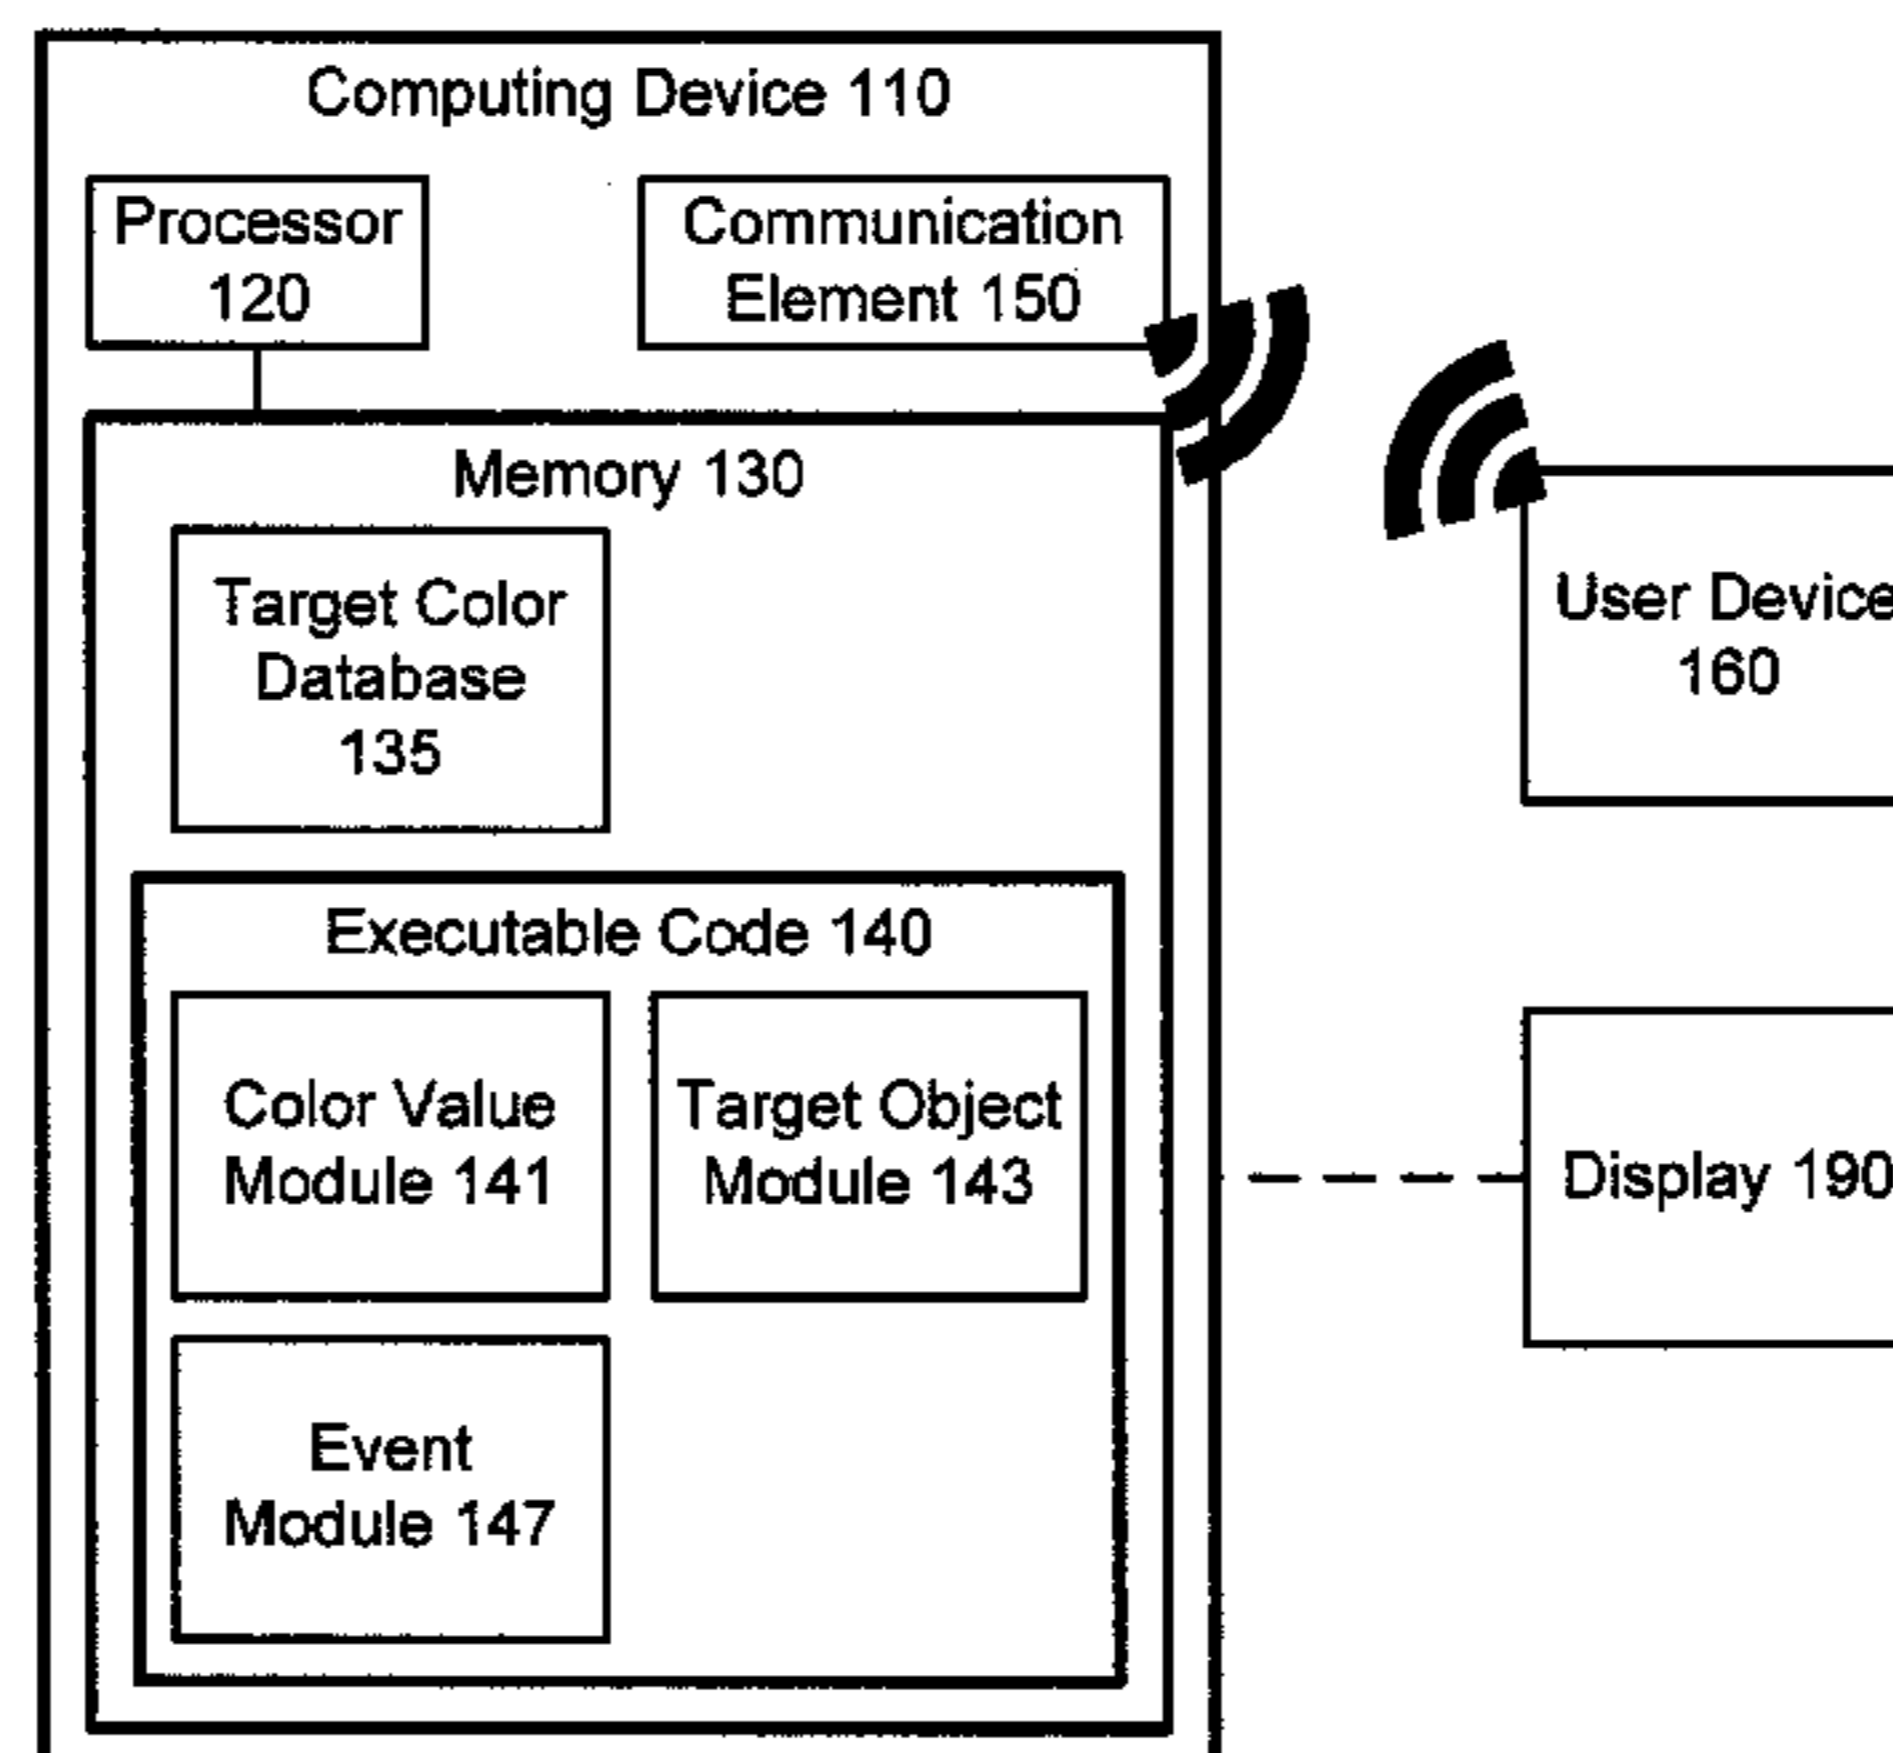 Computing Device 110
Processor
120
Communication
Element 150
Memory 130
Target Color
Database
135
User Device
160
Executable Code 140
Color Value
Module 141
Target Object
Module 143
Display 190
Event
Module 147